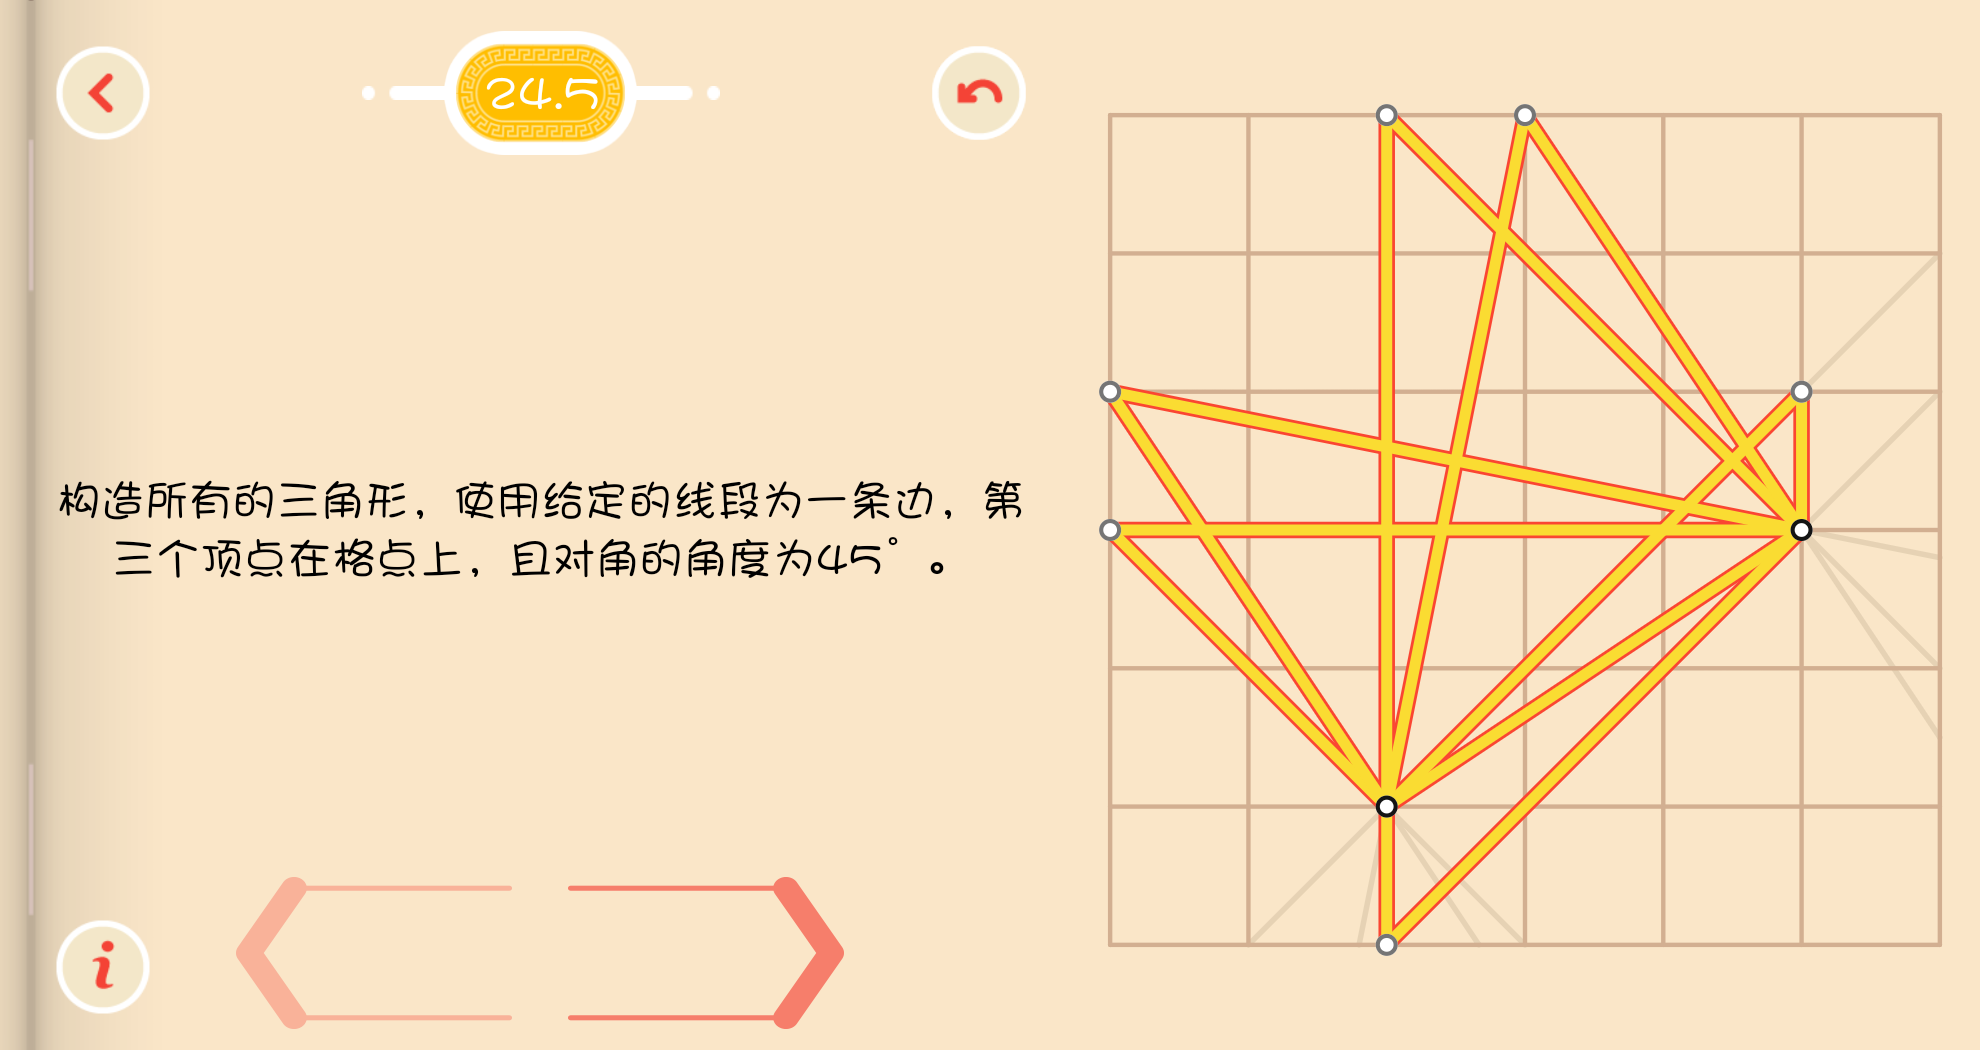 24.5
构造所有的三角形，使用给定的线段为一条边，第
三个顶点在格点上，且对角的角度为45°。
i